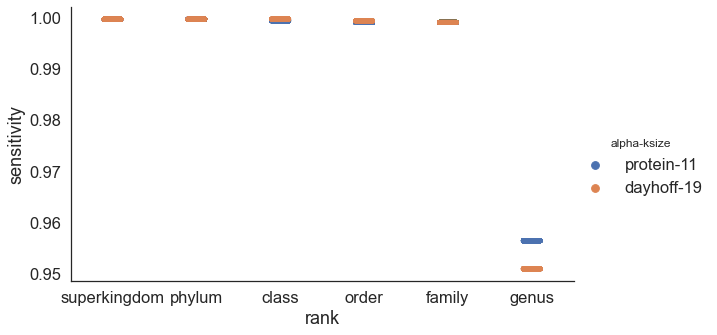 1.00
0.99
0.98
0.97
0.96
0.95
sensitivity
superkingdom phylum class order family genus
rank
alpha-ksize
protein-11
dayhoff-19